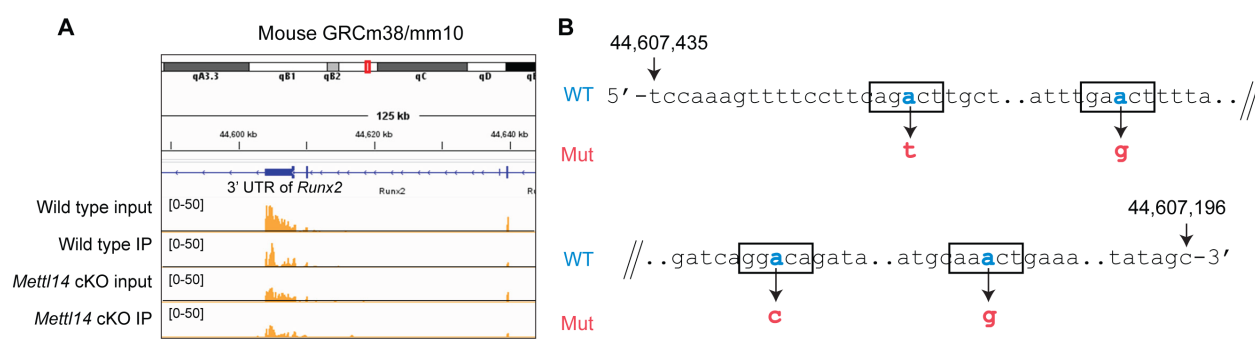 A
Mouse GRCm38/mm10
qA3.3 qB1 qB2 qC qD
125 kb
44,600 kb 44,620 kb 44,640 kb
3' UTR of Runx2
Runx2
Wild type input [0-50]
Wild type IP [0-50]
Mettl14 cKO input [0-50]
Mettl14 cKO IP [0-50]
B
44,607,435
WT 5'-tccaaagttttccttcagacttgct..atttgaacttttta..//
Mut t g
44,607,196
WT //..gatcaggacagata..atgcaaactgaaa..tatagc-3'
Mut c g